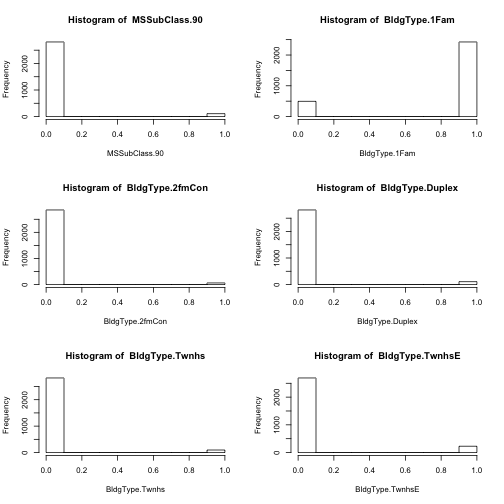 Histogram of MSSubClass.90
Frequency
0 1000 2000
0.0 0.2 0.4 0.6 0.8 1.0
MSSubClass.90
Histogram of BldgType.1Fam
Frequency
0 1000 2000
0.0 0.2 0.4 0.6 0.8 1.0
BldgType.1Fam
Histogram of BldgType.2fmCon
Frequency
0 1000
0.0 0.2 0.4 0.6 0.8 1.0
BldgType.2fmCon
Histogram of BldgType.Duplex
Frequency
0 1000
0.0 0.2 0.4 0.6 0.8 1.0
BldgType.Duplex
Histogram of BldgType.Twnhs
Frequency
0 1000 2000
0.0 0.2 0.4 0.6 0.8 1.0
BldgType.Twnhs
Histogram of BldgType.TwnhsE
Frequency
0 1000
0.0 0.2 0.4 0.6 0.8 1.0
BldgType.TwnhsE